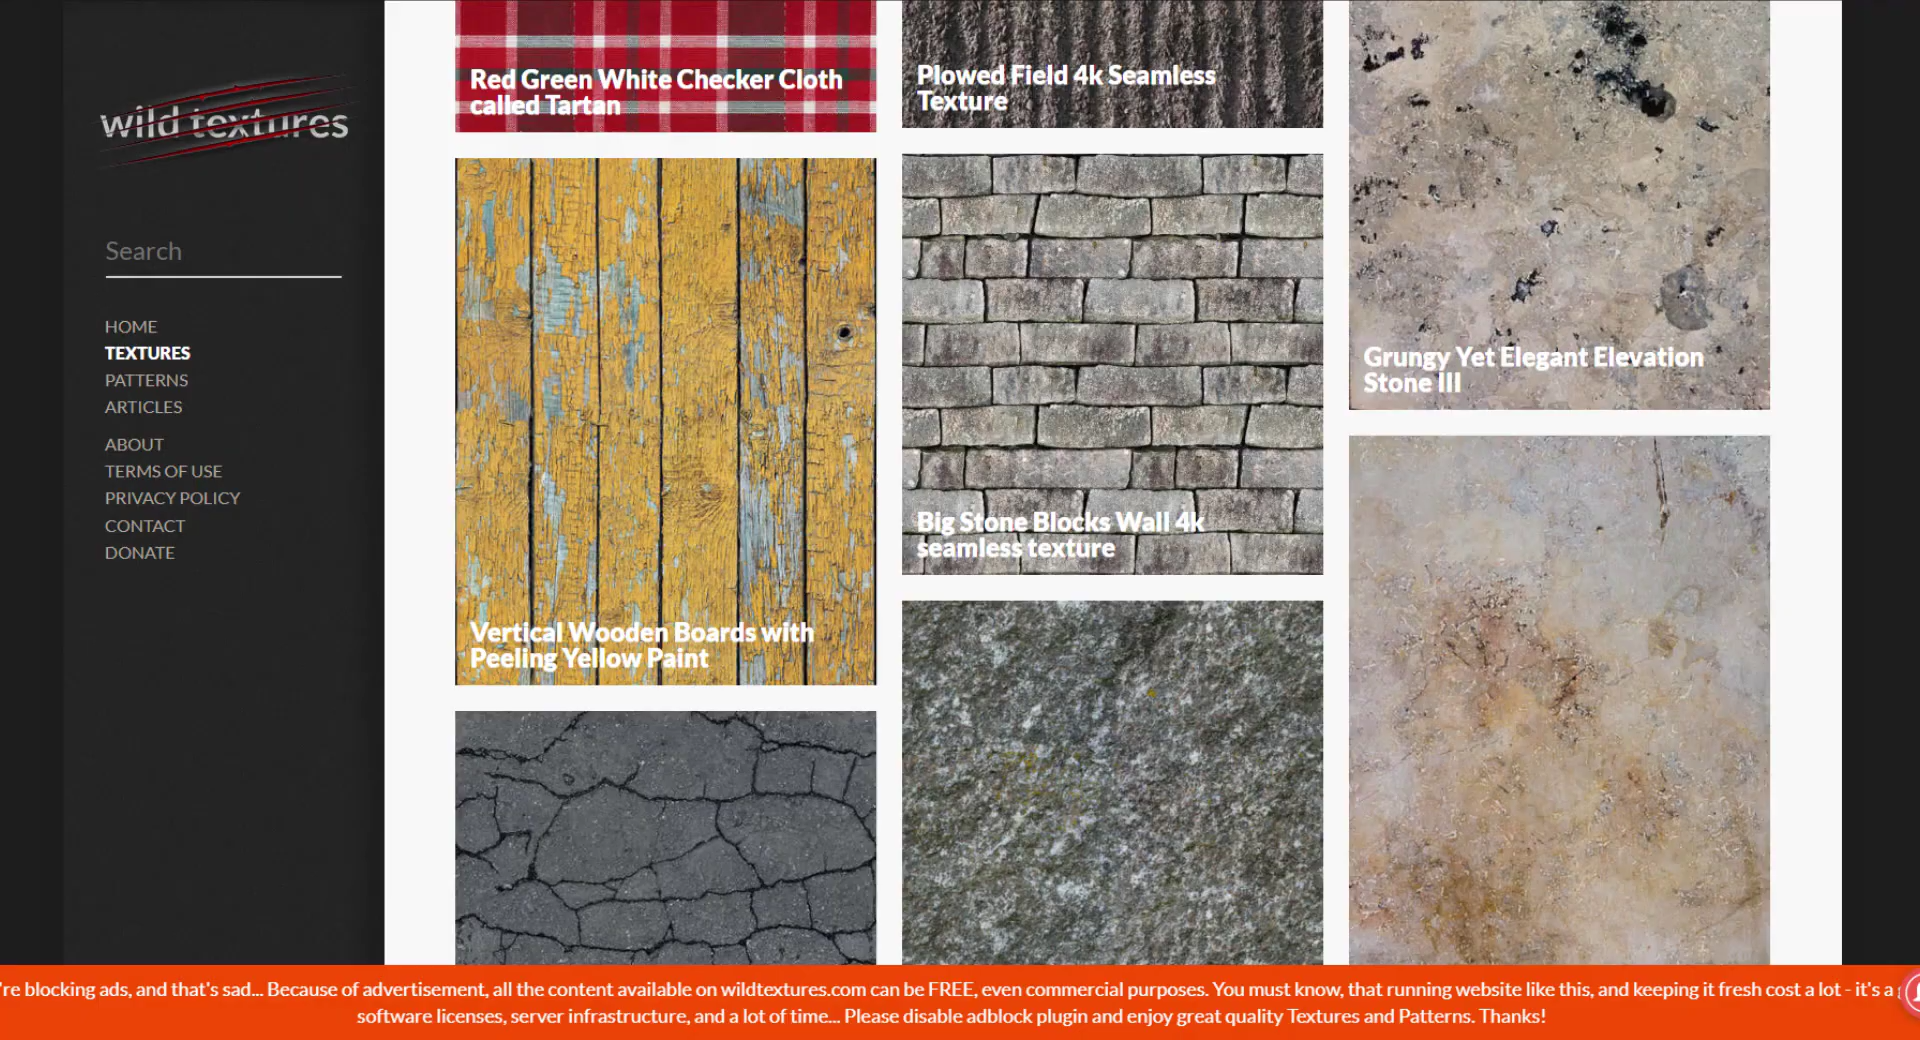 wild textures
Search
HOME
TEXTURES
PATTERNS
ARTICLES
ABOUT
TERMS OF USE
PRIVACY POLICY
CONTACT
DONATE
Red Green White Checker Cloth
called Tartan
Vertical Wooden Boards with
Peeling Yellow Paint
Plowed Field 4k Seamless
Texture
Big Stone Blocks Wall 4k
seamless texture
Grungy Yet Elegant Elevation
Stone III
're blocking ads, and that's sad... Because of advertisement, all the content available on wildtextures.com can be FREE, even commercial purposes. You must know, that running website like this, and keeping it fresh cost a lot - it's a
software licenses, server infrastructure, and a lot of time... Please disable adblock plugin and enjoy great quality Textures and Patterns. Thanks!